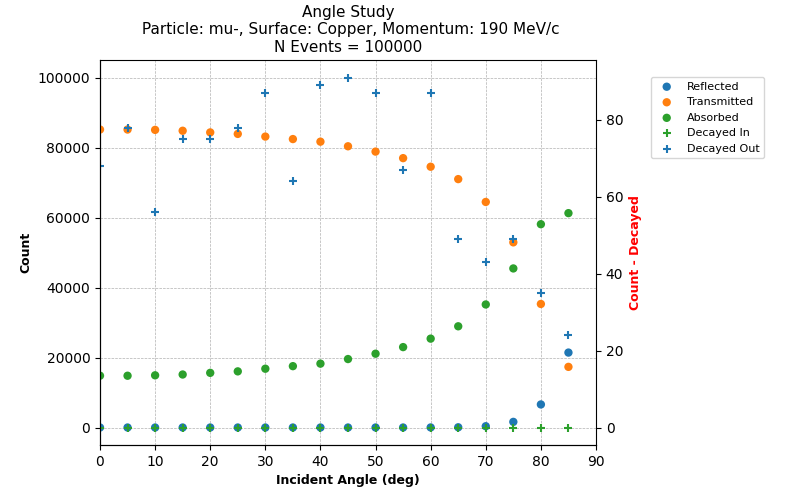 Angle Study
Particle: mu-, Surface: Copper, Momentum: 190 MeV/c
N Events = 100000
100000
80000
60000
40000
20000
0
Count
80
60
40
20
0
Count - Decayed
0 10 20 30 40 50 60 70 80 90
Incident Angle (deg)
Reflected
Transmitted
Absorbed
Decayed In
Decayed Out